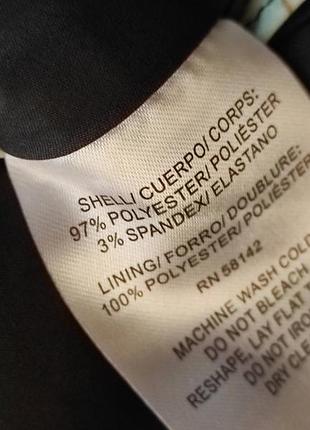 SHELL/ CUERPO/ CORPS:
97% POLYESTER/ POLIÉSTER
3% SPANDEX/ ELASTANO
LINING/ FORRO/ DOUBLURE:
100% POLYESTER/ POLIÉSTER
RN 58142
MACHINE WASH COLD
DO NOT BLEACH
RESHAPE, LAY FLAT
DO NOT IRON
DRY CLE